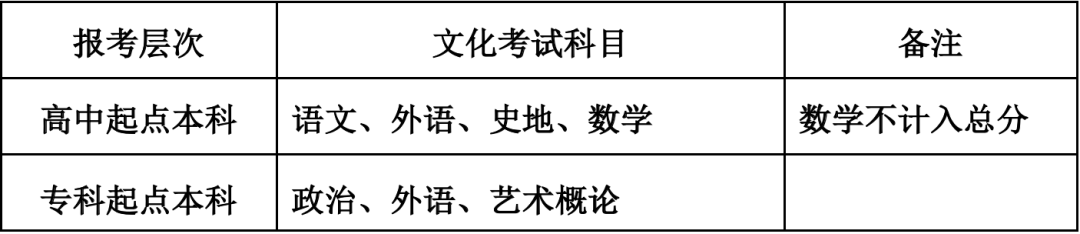 报考层次 文化考试科目 备注
高中起点本科 语文、外语、史地、数学 数学不计入总分
专科起点本科 政治、外语、艺术概论